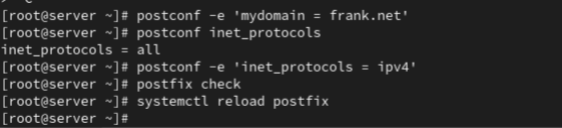 [root@server ~]# postconf -e 'mydomain = frank.net'
[root@server ~]# postconf inet_protocols
inet_protocols = all
[root@server ~]# postconf -e 'inet_protocols = ipv4'
[root@server ~]# postfix check
[root@server ~]# systemctl reload postfix
[root@server ~]#